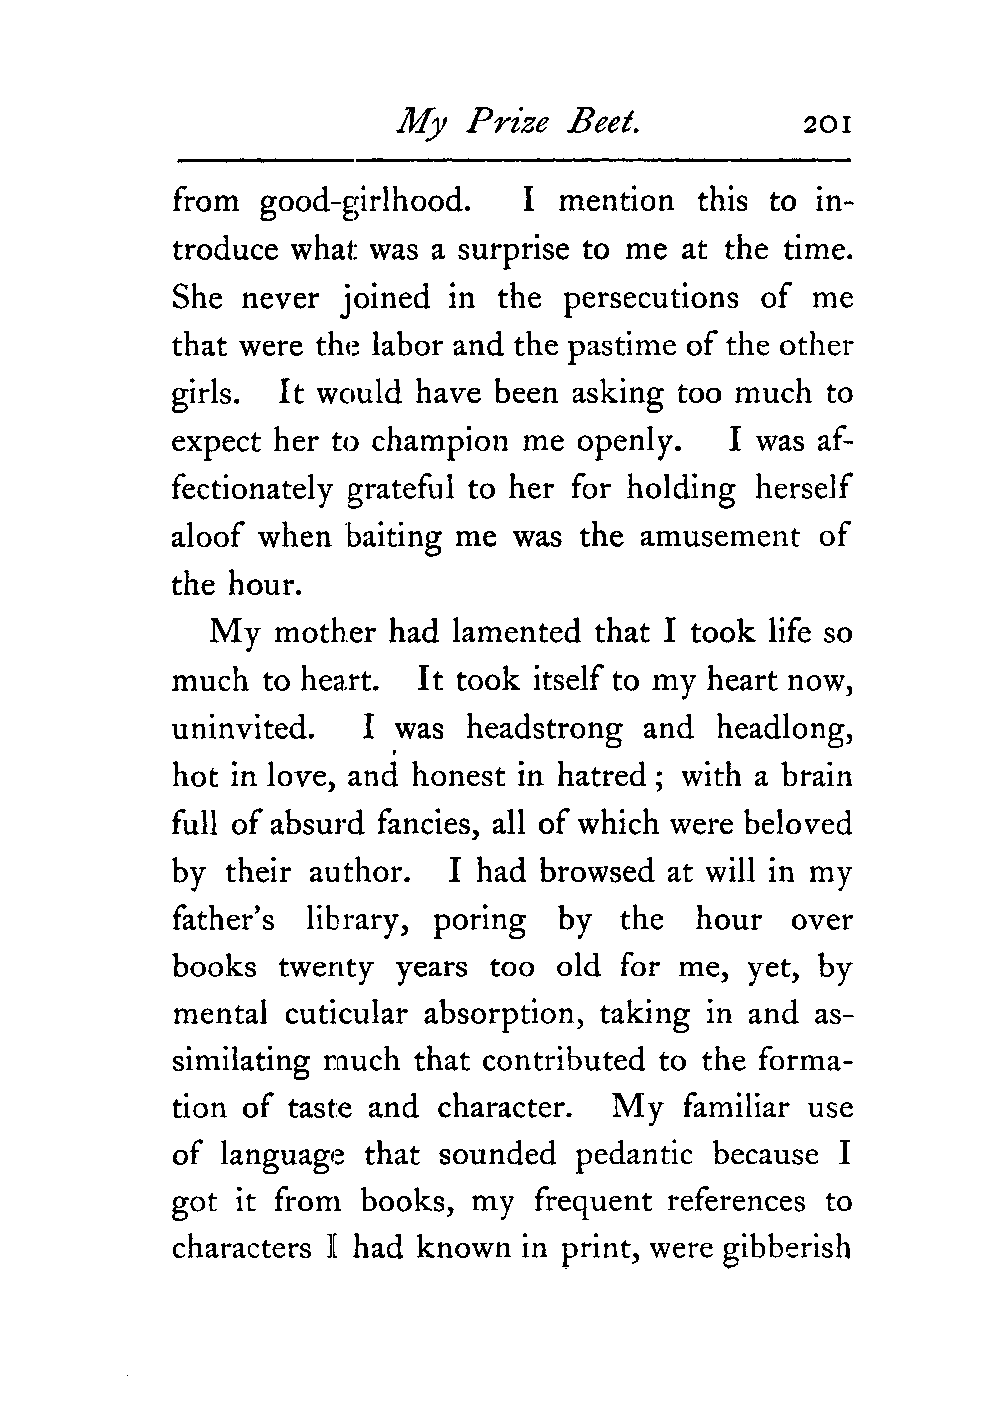 My Prize Beet. 201
from good-girlhood. I mention this to in-
troduce what was a surprise to me at the time.
She never joined in the persecutions of me
that were the labor and the pastime of the other
girls. It would have been asking too much to
expect her to champion me openly. I was af-
fectionately grateful to her for holding herself
aloof when baiting me was the amusement of
the hour.
My mother had lamented that I took life so
much to heart. It took itself to my heart now,
uninvited. I was headstrong and headlong,
hot in love, and honest in hatred ; with a brain
full of absurd fancies, all of which were beloved
by their author. I had browsed at will in my
father's library, poring by the hour over
books twenty years too old for me, yet, by
mental cuticular absorption, taking in and as-
similating much that contributed to the forma-
tion of taste and character. My familiar use
of language that sounded pedantic because I
got it from books, my frequent references to
characters I had known in print, were gibberish